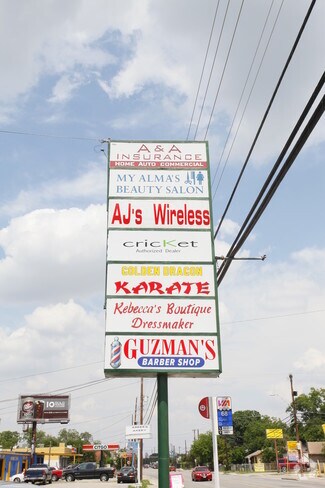 A & A
INSURANCE
HOME AUTO COMMERCIAL
MY ALMA'S
BEAUTY SALON
AJ's Wireless
cricket
Authorized Dealer
GOLDEN DRAGON
KARATE
Rebecca's Boutique
Dressmaker
GUZMAN'S
BARBER SHOP
CITGO